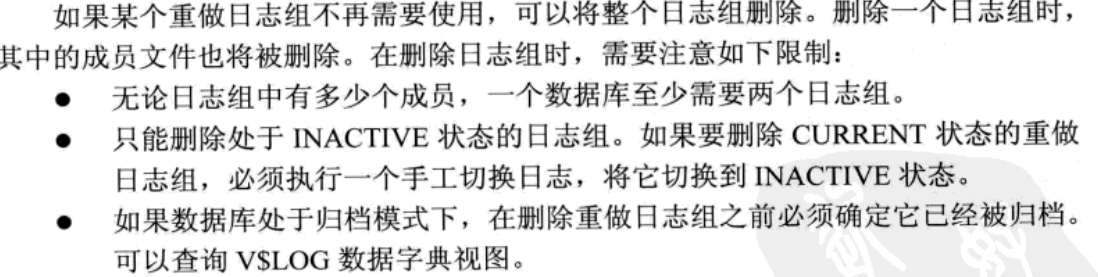 如果某个重做日志组不再需要使用，可以将整个日志组删除。删除一个日志组时，
其中的成员文件也将被删除。在删除日志组时，需要注意如下限制：
● 无论日志组中有多少个成员，一个数据库至少需要两个日志组。
● 只能删除处于 INACTIVE 状态的日志组。如果要删除 CURRENT 状态的重做
日志组，必须执行一个手工切换日志，将它切换到 INACTIVE 状态。
● 如果数据库处于归档模式下，在删除重做日志组之前必须确定它已经被归档。
可以查询 V$LOG 数据字典视图。